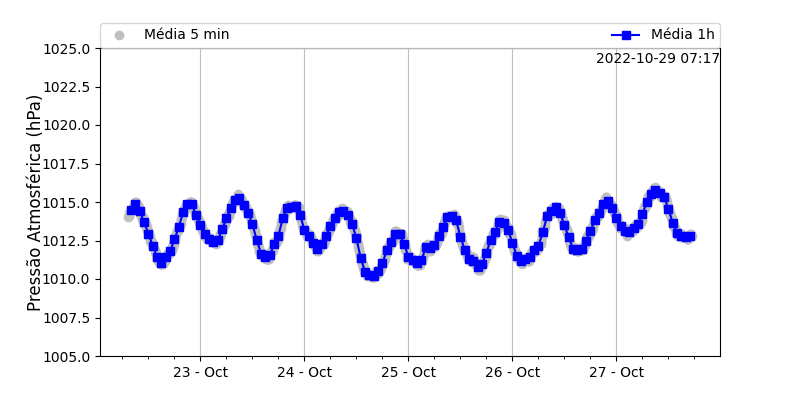 Média 5 min
Média 1h
2022-10-29 07:17
Pressão Atmosférica (hPa)
1025.0
1022.5
1020.0
1017.5
1015.0
1012.5
1010.0
1007.5
1005.0
23 - Oct
24 - Oct
25 - Oct
26 - Oct
27 - Oct